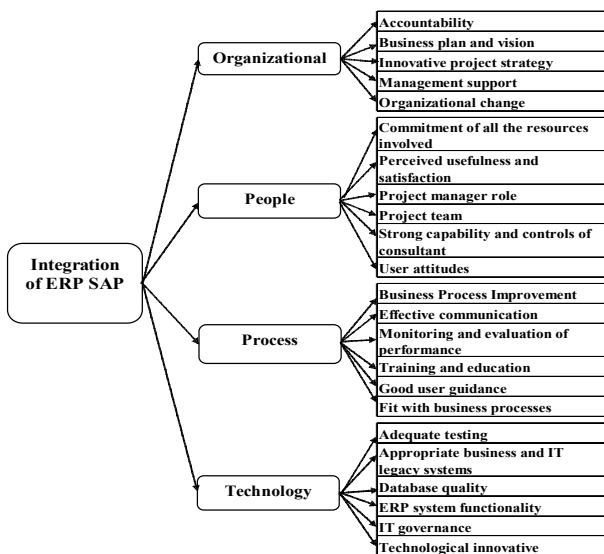 Integration
of ERP SAP
Organizational
Accountability
Business plan and vision
Innovative project strategy
Management support
Organizational change
People
Commitment of all the resources
involved
Perceived usefulness and
satisfaction
Project manager role
Project team
Strong capability and controls of
consultant
User attitudes
Process
Business Process Improvement
Effective communication
Monitoring and evaluation of
performance
Training and education
Good user guidance
Fit with business processes
Technology
Adequate testing
Appropriate business and IT
legacy systems
Database quality
ERP system functionality
IT governance
Technological innovative